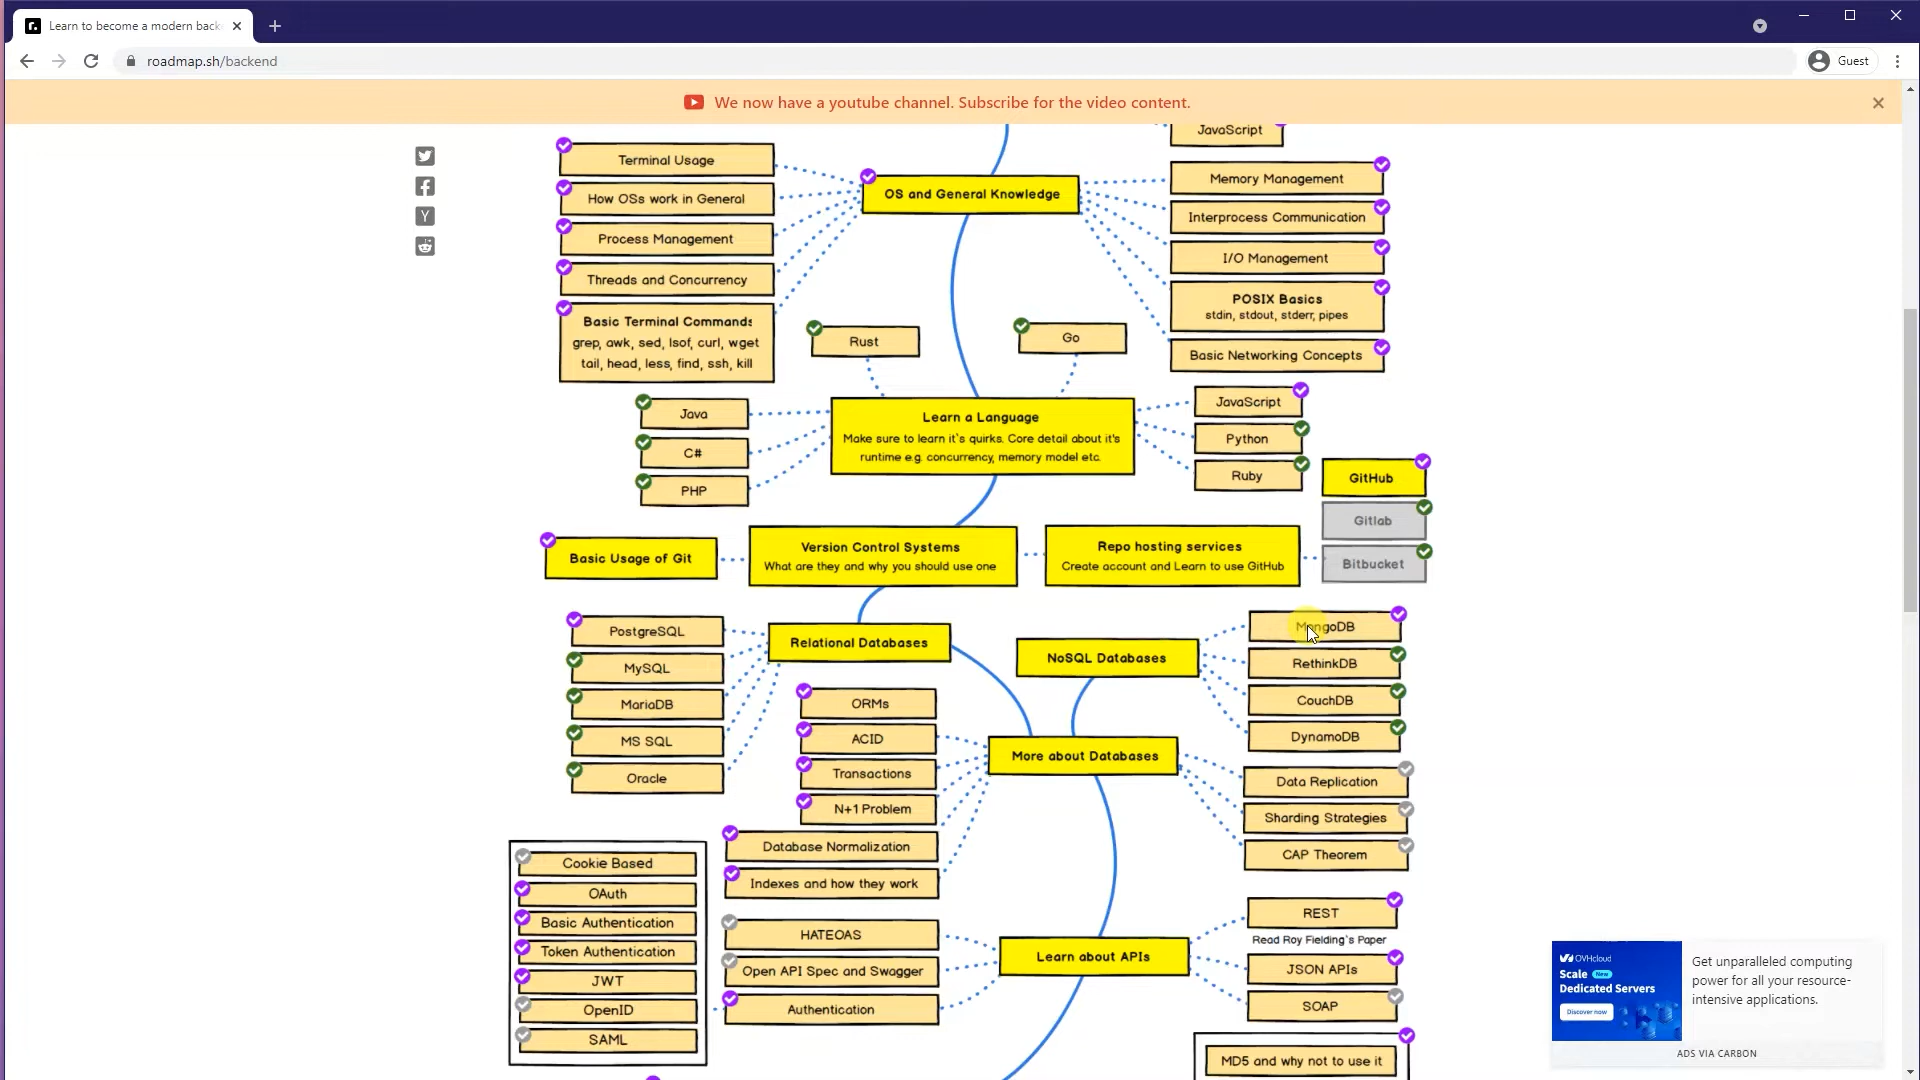 Learn to become a modern back
roadmap.sh/backend
Guest
We now have a youtube channel. Subscribe for the video content.
JavaScript
Terminal Usage
How OSs work in General
Process Management
Threads and Concurrency
Basic Terminal Commands
grep, awk, sed, lsof, curl, wget
tail, head, less, find, ssh, kill
OS and General Knowledge
Memory Management
Interprocess Communication
I/O Management
POSIX Basics
stdin, stdout, stderr, pipes
Basic Networking Concepts
Rust
Go
Java
C#
PHP
Learn a Language
Make sure to learn it`s quirks. Core detail about it's
runtime e.g. concurrency, memory model etc.
JavaScript
Python
Ruby
GitHub
Gitlab
Bitbucket
Basic Usage of Git
Version Control Systems
What are they and why you should use one
Repo hosting services
Create account and Learn to use GitHub
PostgreSQL
MySQL
MariaDB
MS SQL
Oracle
Relational Databases
NoSQL Databases
MongoDB
RethinkDB
CouchDB
DynamoDB
ORMs
ACID
Transactions
N+1 Problem
Database Normalization
Indexes and how they work
More about Databases
Data Replication
Sharding Strategies
CAP Theorem
Cookie Based
OAuth
Basic Authentication
Token Authentication
JWT
OpenID
SAML
HATEOAS
Open API Spec and Swagger
Authentication
Learn about APIs
REST
Read Roy Fielding`s Paper
JSON APIs
SOAP
MD5 and why not to use it
OVHcloud
Scale New
Dedicated Servers
Discover now
Get unparalleled computing
power for all your resource-
intensive applications.
ADS VIA CARBON